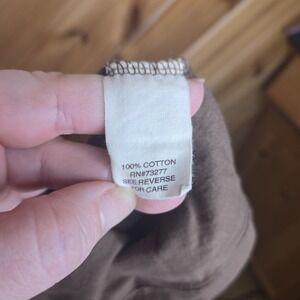 100% COTTON
RN#73277
SEE REVERSE
FOR CARE